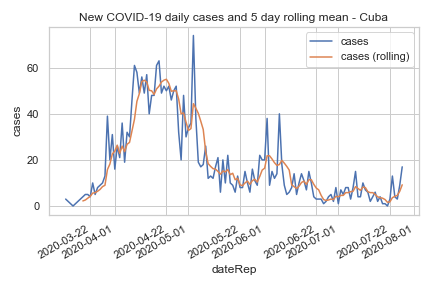 New COVID-19 daily cases and 5 day rolling mean - Cuba
cases
cases (rolling)
60
40
20
0
cases
2020-03-22
2020-04-01
2020-04-22
2020-05-01
2020-05-22
2020-06-01
2020-06-22
2020-07-01
2020-07-22
2020-08-01
dateRep